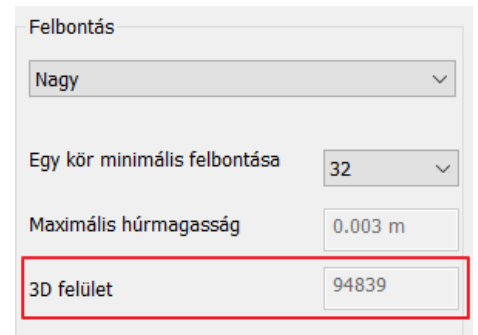 Felbontás
Nagy
Egy kör minimális felbontása 32
Maximális húrmagasság 0.003 m
3D felület 94839